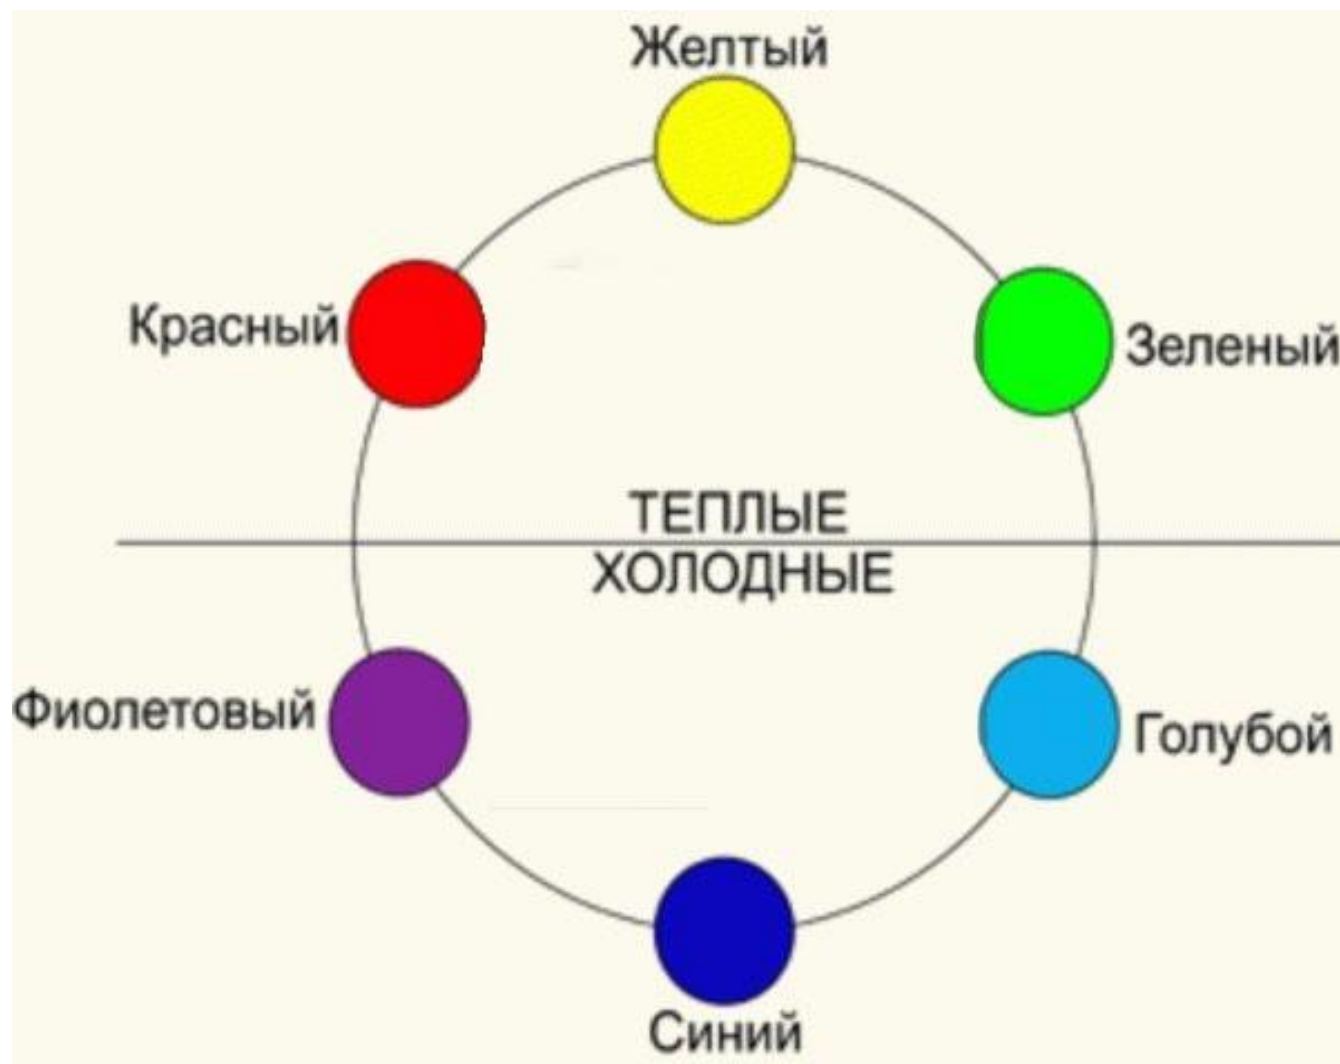 Желтый
Красный
Зеленый
ТЕПЛЫЕ
ХОЛОДНЫЕ
Фиолетовый
Голубой
Синий